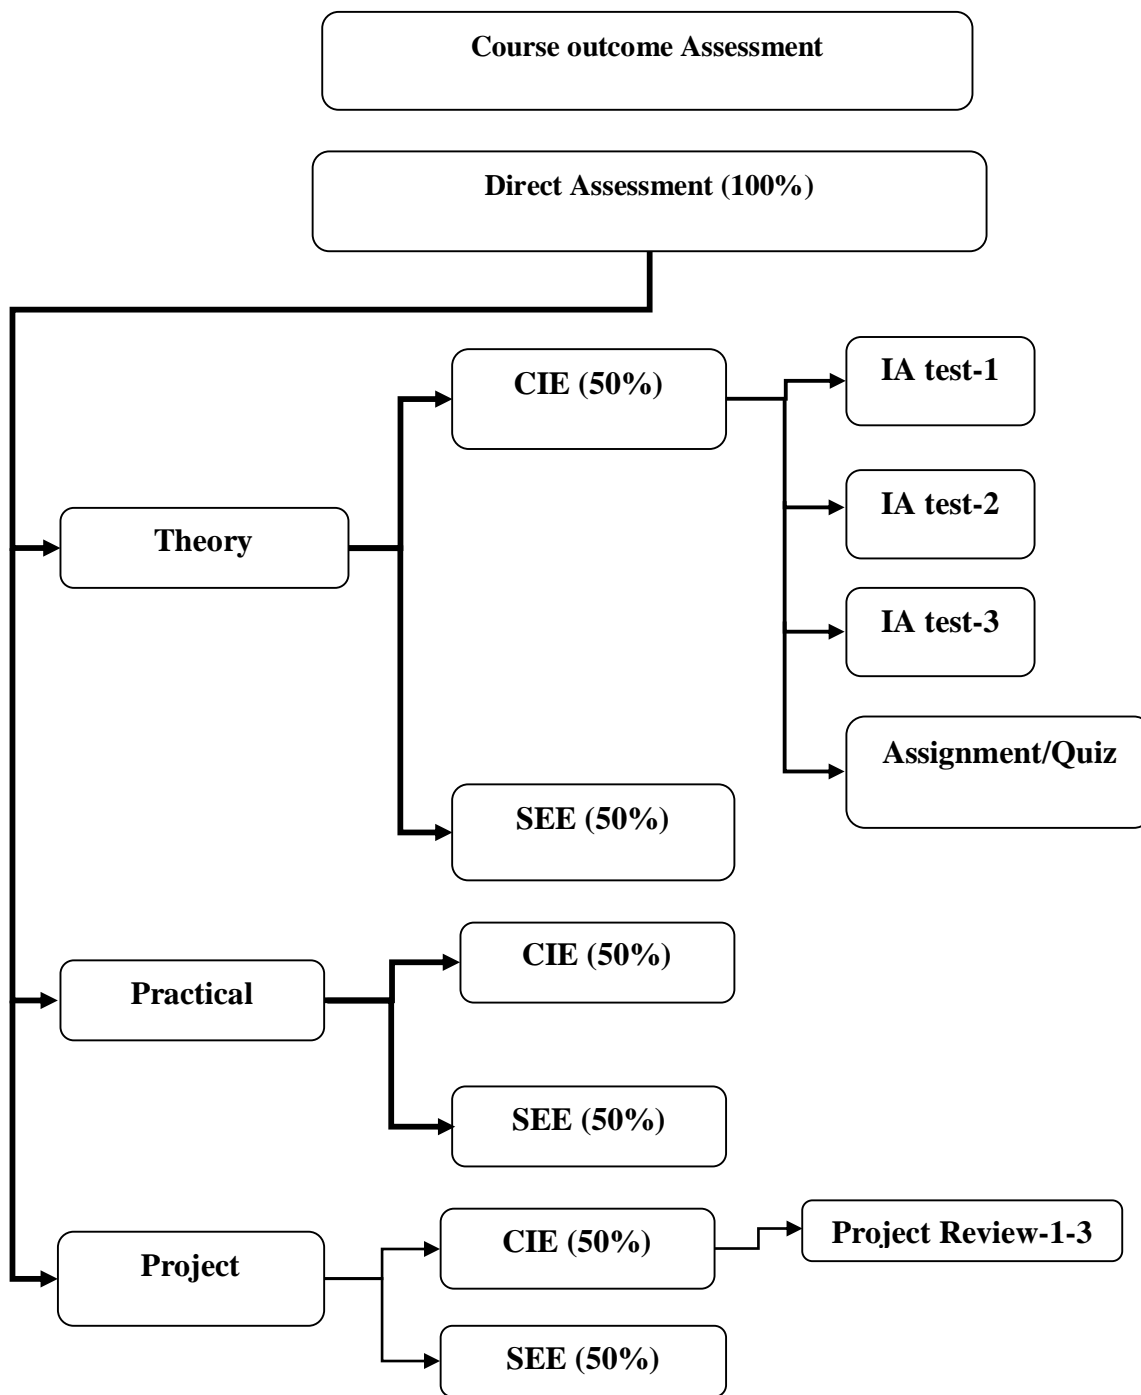 Course outcome Assessment
Direct Assessment (100%)
CIE (50%)
IA test-1
IA test-2
Theory
IA test-3
Assignment/Quiz
SEE (50%)
CIE (50%)
Practical
SEE (50%)
Project Review-1-3
CIE (50%)
Project
SEE (50%)